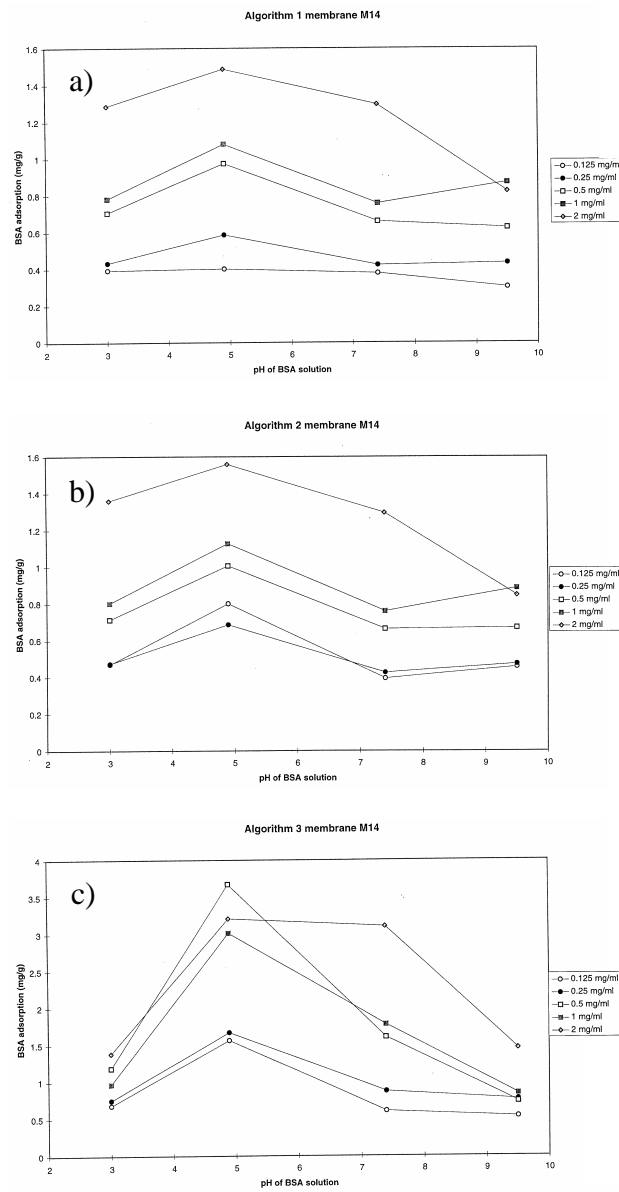 Algorithm 1 membrane M14
a)
BSA adsorption (mg/g)
1.6
1.4
1.2
1
0.8
0.6
0.4
0.2
0
2 3 4 5 6 7 8 9 10
pH of BSA solution
0.125 mg/m
0.25 mg/ml
0.5 mg/ml
1 mg/ml
2 mg/ml
Algorithm 2 membrane M14
b)
BSA adsorption (mg/g)
1.6
1.4
1.2
1
0.8
0.6
0.4
0.2
0
2 3 4 5 6 7 8 9 10
pH of BSA solution
0.125 mg/ml
0.25 mg/ml
0.5 mg/ml
1 mg/ml
2 mg/ml
Algorithm 3 membrane M14
c)
BSA adsorption (mg/g)
4
3.5
3
2.5
2
1.5
1
0.5
0
2 3 4 5 6 7 8 9 10
pH of BSA solution
0.125 mg/ml
0.25 mg/ml
0.5 mg/ml
1 mg/ml
2 mg/ml